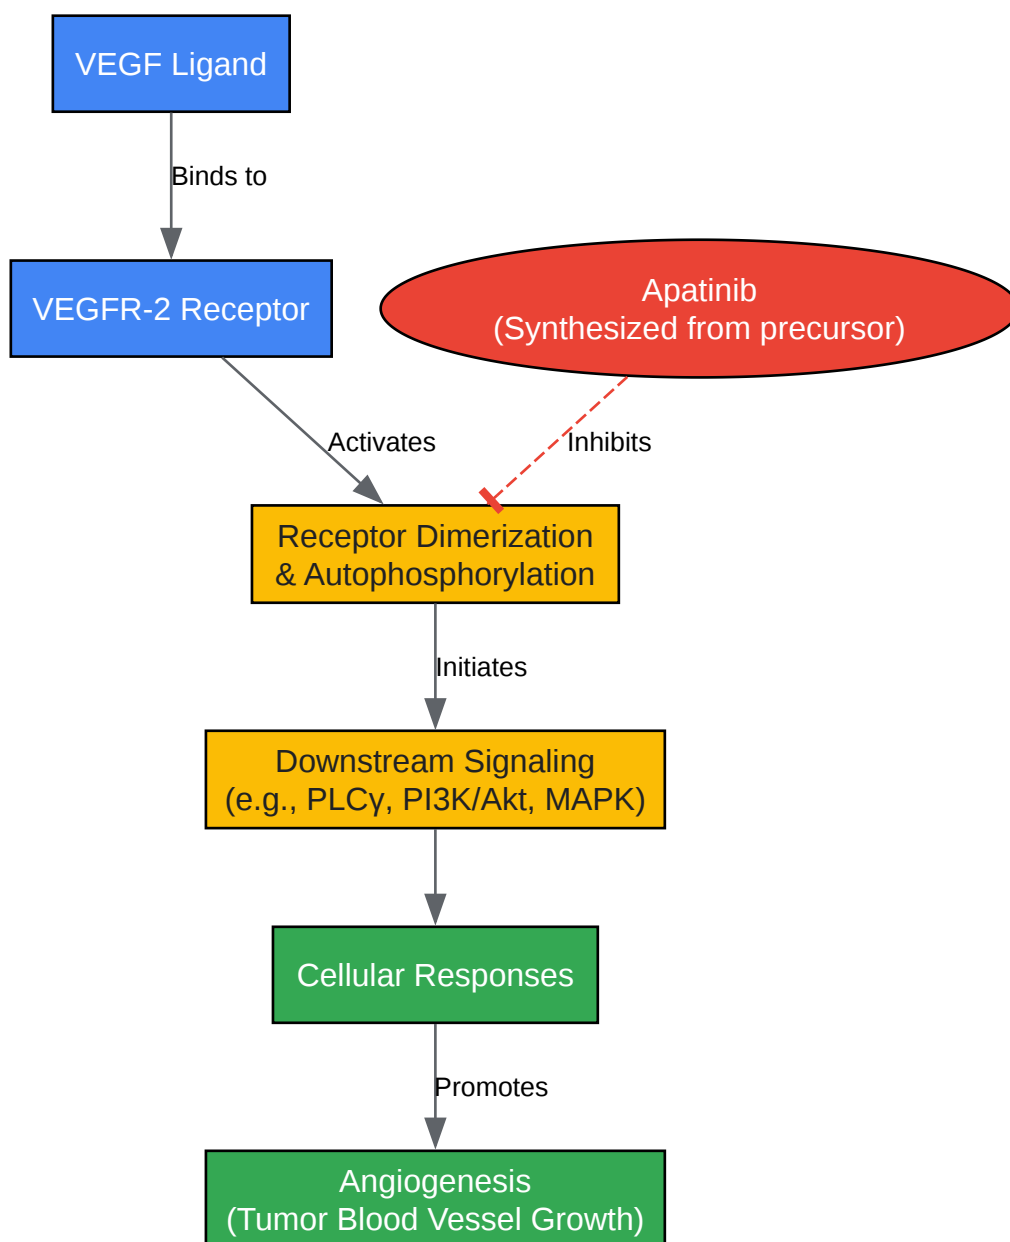 VEGF Ligand
Binds to
VEGFR-2 Receptor
Apatinib
(Synthesized from precursor)
Activates
Inhibits
Receptor Dimerization
& Autophosphorylation
Initiates
Downstream Signaling
(e.g., PLCγ, PI3K/Akt, MAPK)
Cellular Responses
Promotes
Angiogenesis
(Tumor Blood Vessel Growth)